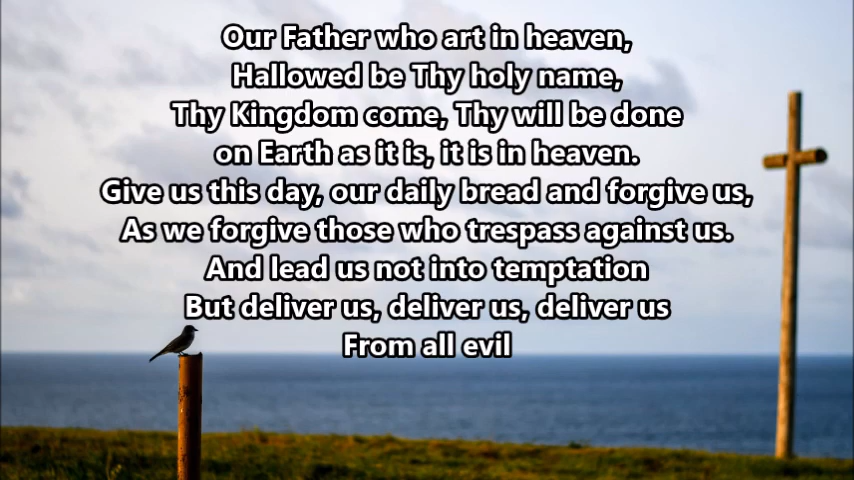 Our Father who art in heaven,
Hallowed be Thy holy name,
Thy Kingdom come, Thy will be done
on Earth as it is, it is in heaven.
Give us this day, our daily bread and forgive us,
As we forgive those who trespass against us.
And lead us not into temptation
But deliver us, deliver us, deliver us
From all evil